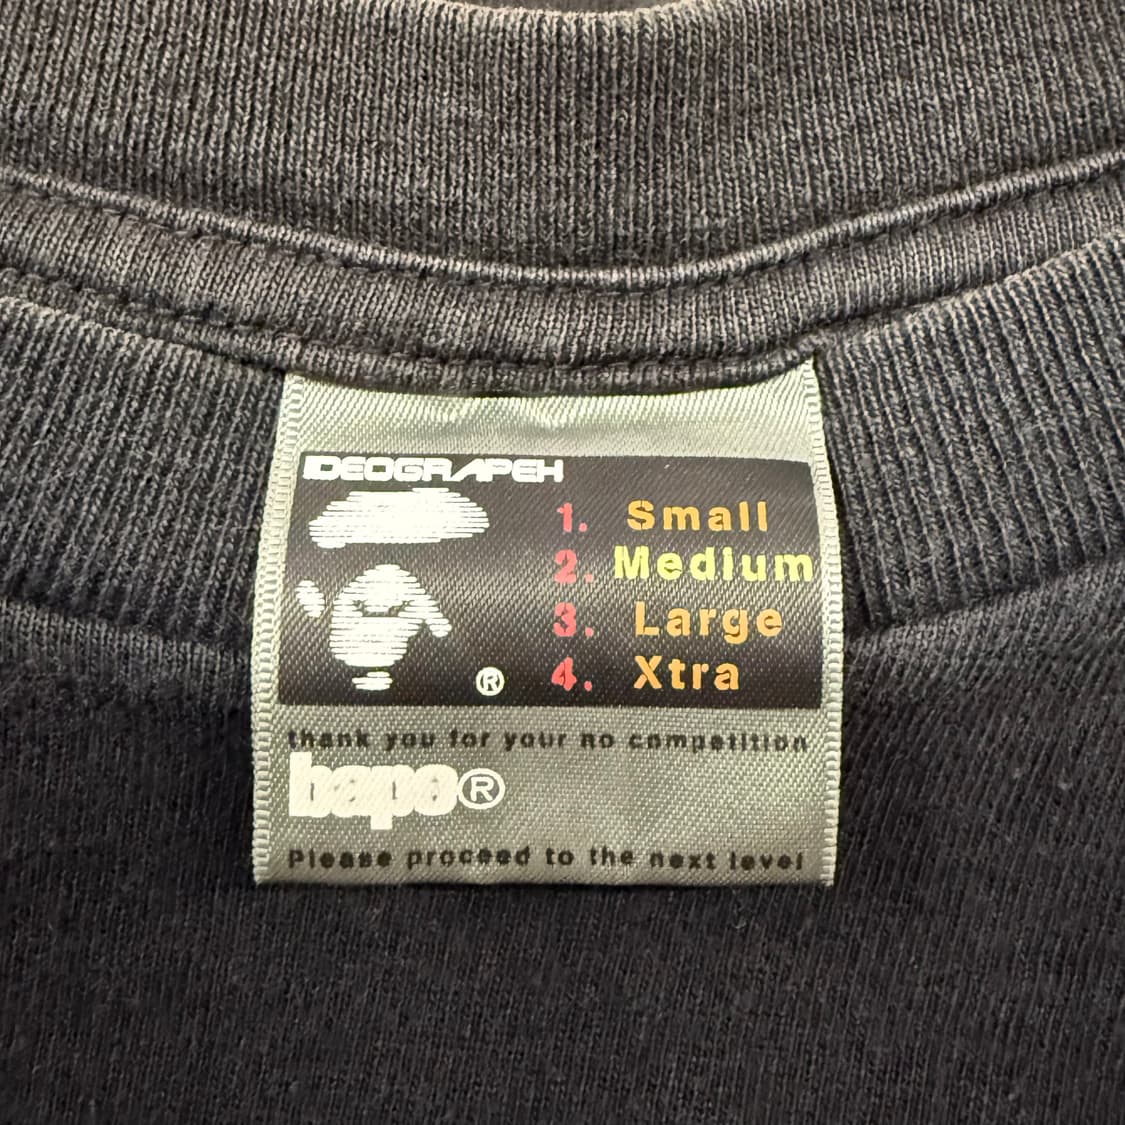 IDEOGRAPEH
1. Small
2. Medium
3. Large
4. Xtra
®
thank you for your no competition
bape®
Please proceed to the next level